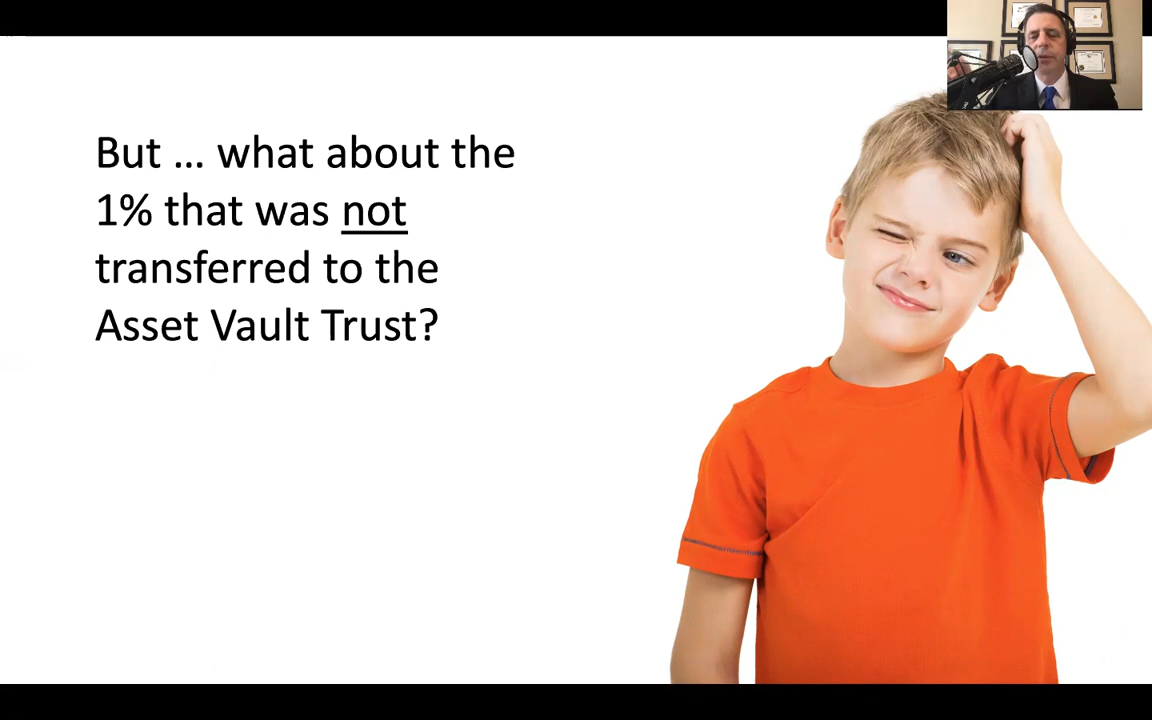 But ... what about the
1% that was not
transferred to the
Asset Vault Trust?